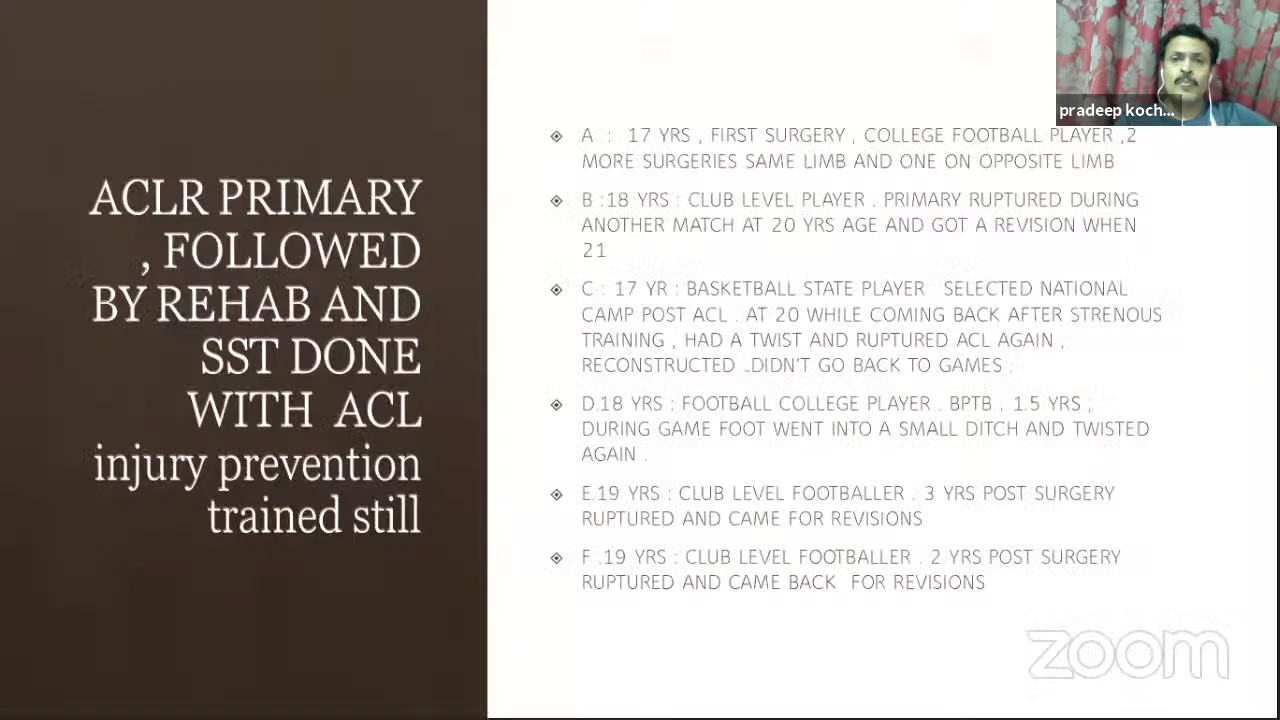 pradeep koch...
ACLR PRIMARY
, FOLLOWED
BY REHAB AND
SST DONE
WITH ACL
injury prevention
trained still
A : 17 YRS , FIRST SURGERY , COLLEGE FOOTBALL PLAYER ,2
MORE SURGERIES SAME LIMB AND ONE ON OPPOSITE LIMB
B :18 YRS : CLUB LEVEL PLAYER . PRIMARY RUPTURED DURING
ANOTHER MATCH AT 20 YRS AGE AND GOT A REVISION WHEN
21
C : 17 YR : BASKETBALL STATE PLAYER SELECTED NATIONAL
CAMP POST ACL . AT 20 WHILE COMING BACK AFTER STRENOUS
TRAINING , HAD A TWIST AND RUPTURED ACL AGAIN ,
RECONSTRUCTED ..DIDN'T GO BACK TO GAMES .
D.18 YRS : FOOTBALL COLLEGE PLAYER . BPTB , 1.5 YRS ,
DURING GAME FOOT WENT INTO A SMALL DITCH AND TWISTED
AGAIN .
E.19 YRS : CLUB LEVEL FOOTBALLER . 3 YRS POST SURGERY
RUPTURED AND CAME FOR REVISIONS
F .19 YRS : CLUB LEVEL FOOTBALLER . 2 YRS POST SURGERY
RUPTURED AND CAME BACK FOR REVISIONS
zoom